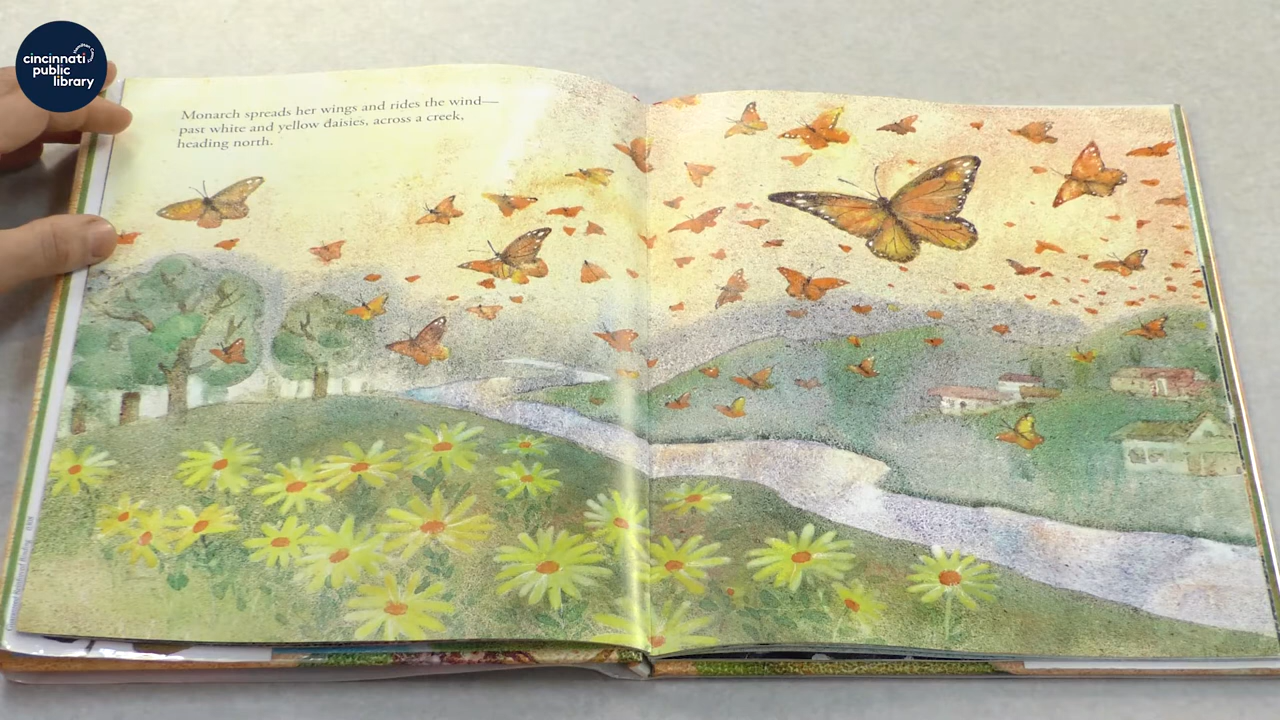 cincinnati
public
library
Monarch spreads her wings and rides the wind—
past white and yellow daisies, across a creek,
heading north.